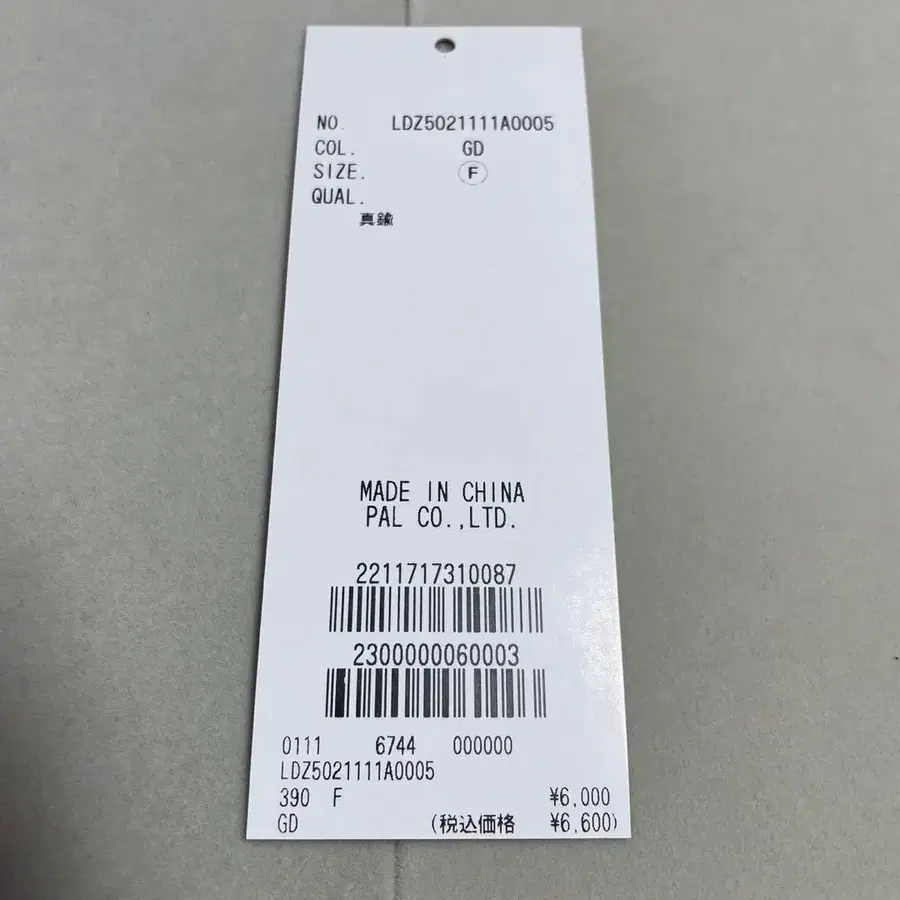 NO. LDZ5021111A0005
COL. GD
SIZE. F
QUAL.
真鍮
MADE IN CHINA
PAL CO.,LTD.
2211717310087
2300000060003
0111 6744 000000
LDZ5021111A0005
390 F ¥6,000
GD (税込価格 ¥6,600)